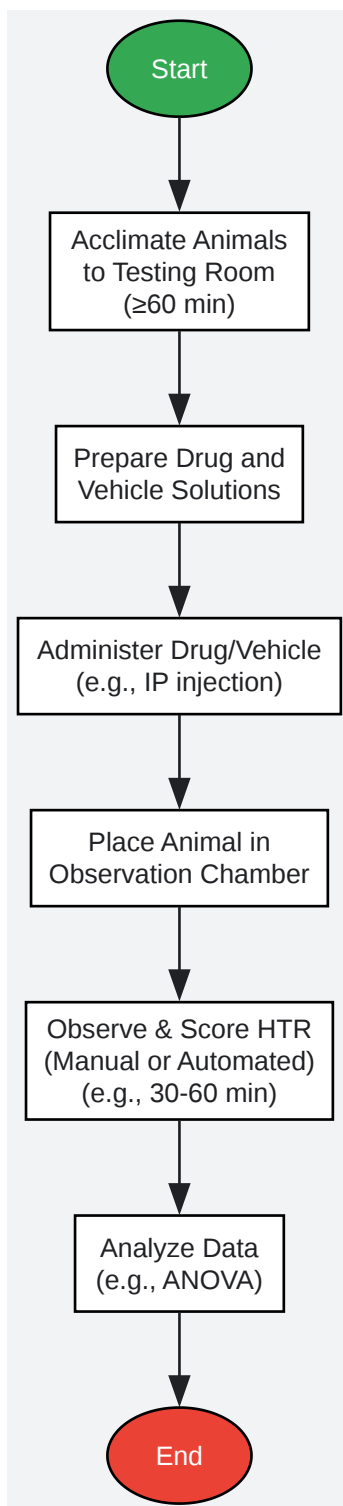 Start
Acclimate Animals
to Testing Room
(≥60 min)
Prepare Drug and
Vehicle Solutions
Administer Drug/Vehicle
(e.g., IP injection)
Place Animal in
Observation Chamber
Observe & Score HTR
(Manual or Automated)
(e.g., 30-60 min)
Analyze Data
(e.g., ANOVA)
End